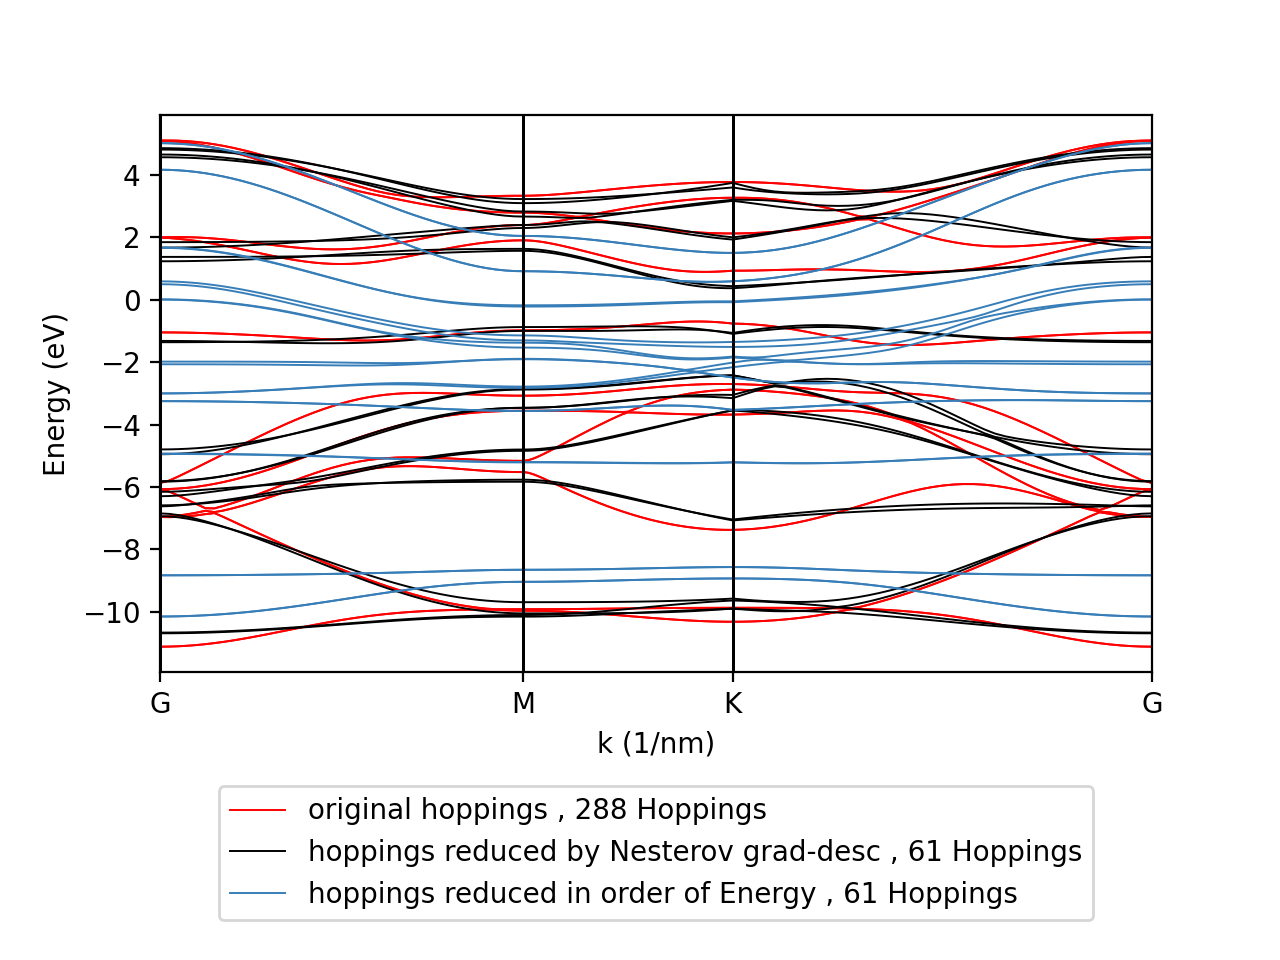 4
2
0
−2
−4
−6
−8
−10
Energy (eV)
G M K G
k (1/nm)
original hoppings , 288 Hoppings
hoppings reduced by Nesterov grad-desc , 61 Hoppings
hoppings reduced in order of Energy , 61 Hoppings